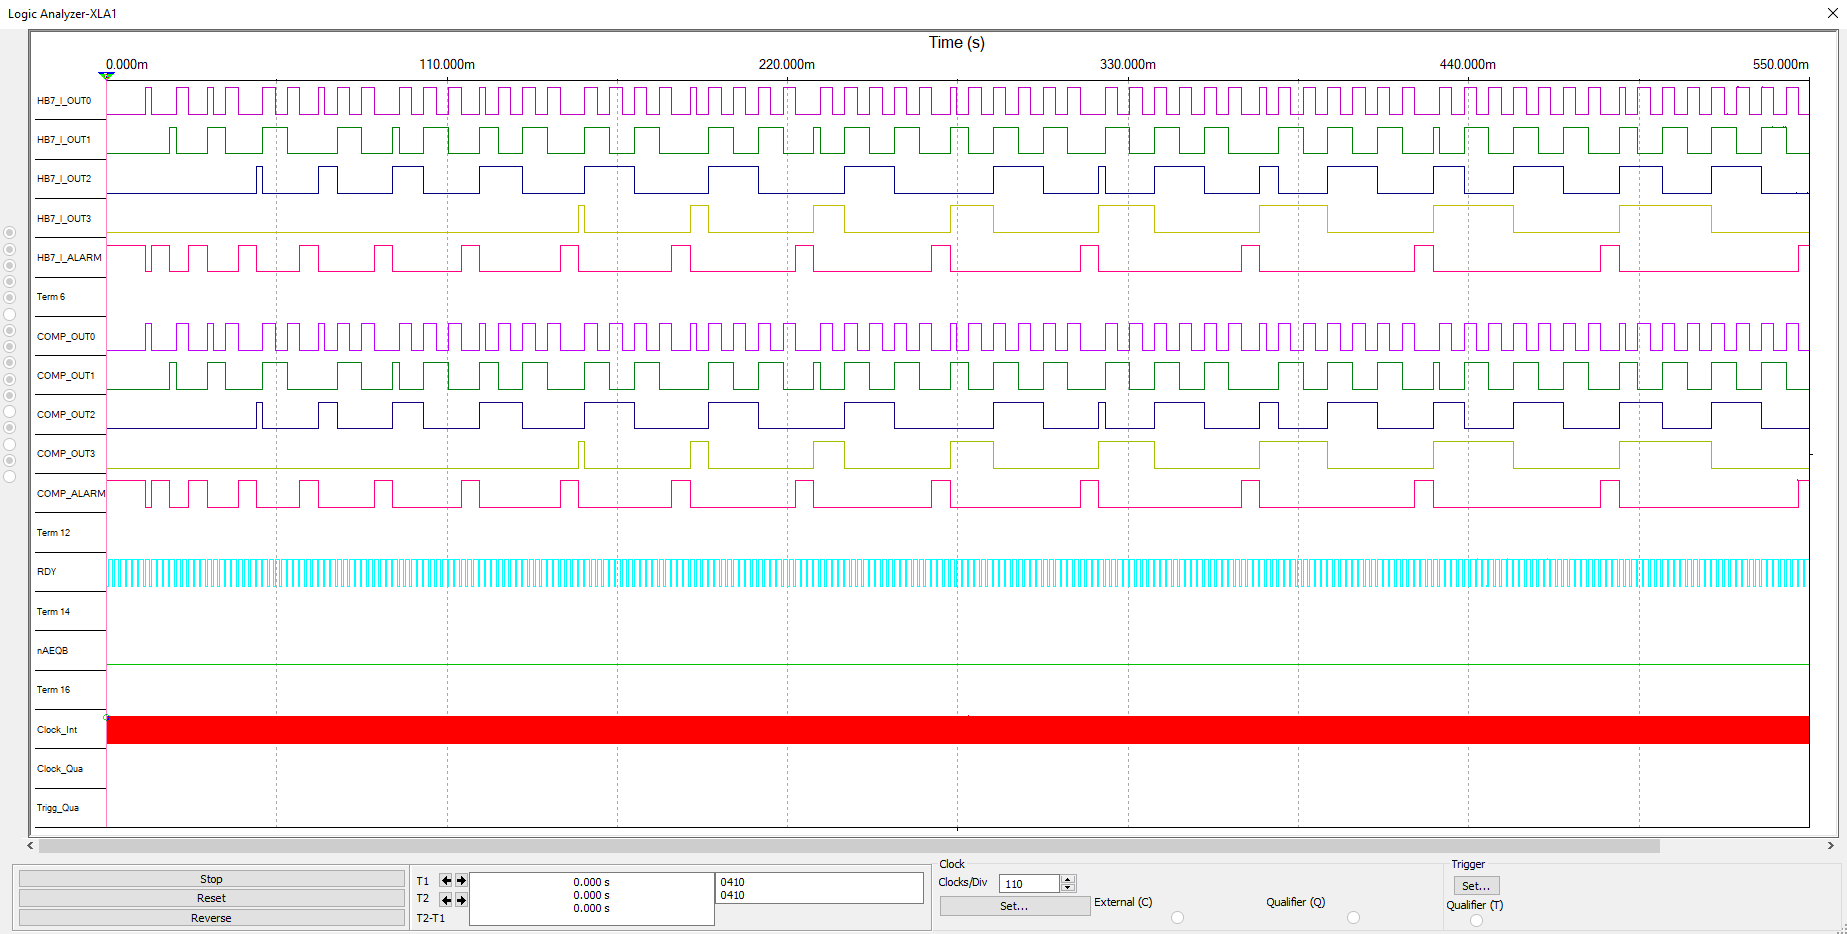 Logic Analyzer-XLA1
Time (s)
0.000m 110.000m 220.000m 330.000m 440.000m 550.000m
HB7_I_OUT0
HB7_I_OUT1
HB7_I_OUT2
HB7_I_OUT3
HB7_I_ALARM
Term 6
COMP_OUT0
COMP_OUT1
COMP_OUT2
COMP_OUT3
COMP_ALARM
Term 12
RDY
Term 14
nAEQB
Term 16
Clock_Int
Clock_Qua
Trigg_Qua
Stop
Reset
Reverse
T1
T2
T2-T1
0.000 s
0.000 s
0.000 s
0410
0410
Clock
Clocks/Div 110
Set...
External (C)
Qualifier (Q)
Trigger
Set...
Qualifier (T)